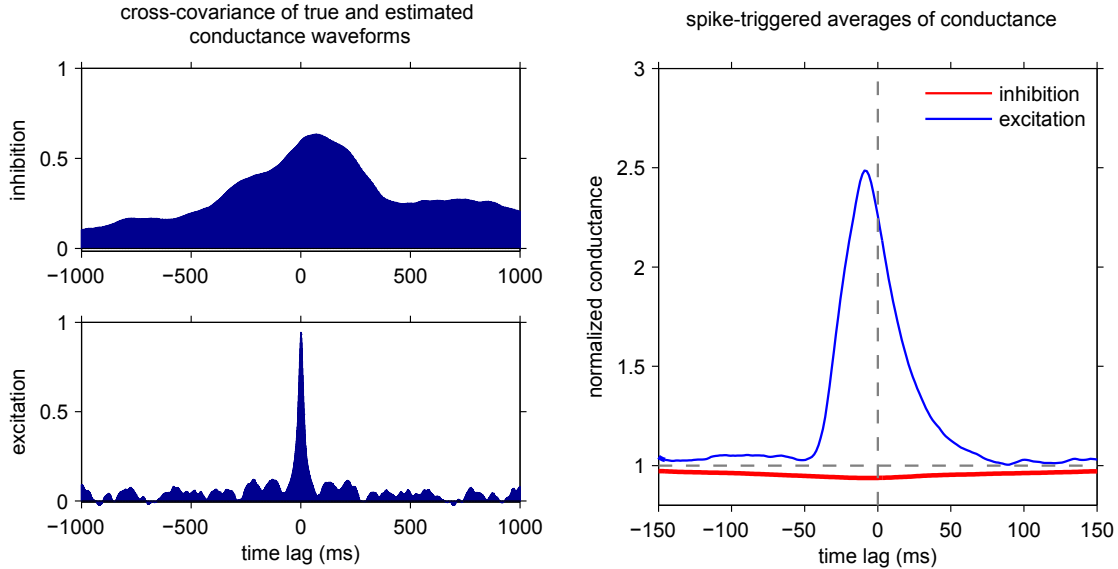 cross-covariance of true and estimated
conductance waveforms
1
0.5
0
inhibition
−1000 −500 0 500 1000
1
0.5
0
excitation
−1000 −500 0 500 1000
time lag (ms)
spike-triggered averages of conductance
3
2.5
2
1.5
1
normalized conductance
inhibition
excitation
−150 −100 −50 0 50 100 150
time lag (ms)